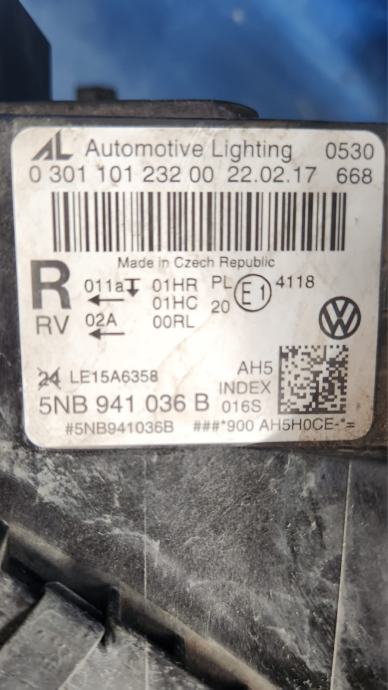 AL Automotive Lighting 0530
0 301 101 232 00 22.02.17 668
Made in Czech Republic
R 011a 01HR PL E1 4118
01HC 20
RV 02A 00RL
24 LE15A6358 AH5
INDEX
5NB 941 036 B 016S
#5NB941036B ###*900 AH5H0CE-*=